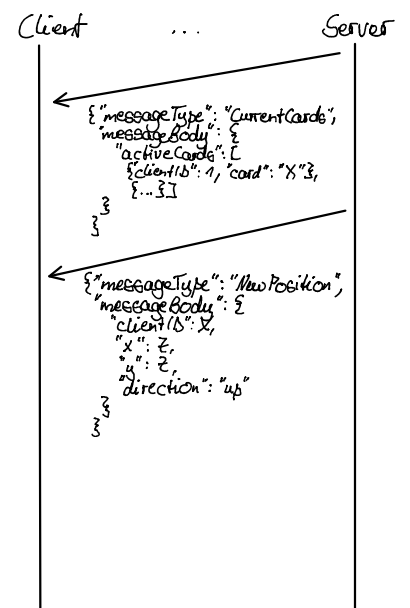 Client ... Server
{"messageType": "CurrentCards",
"messageBody": {
"activeCards": [
{"clientID": 1, "card": "X"},
{...}]
}
}
{"messageType": "NewPosition",
"messageBody": {
"clientID": X,
"x": Z,
"y": Z,
"direction": "up"
}
}